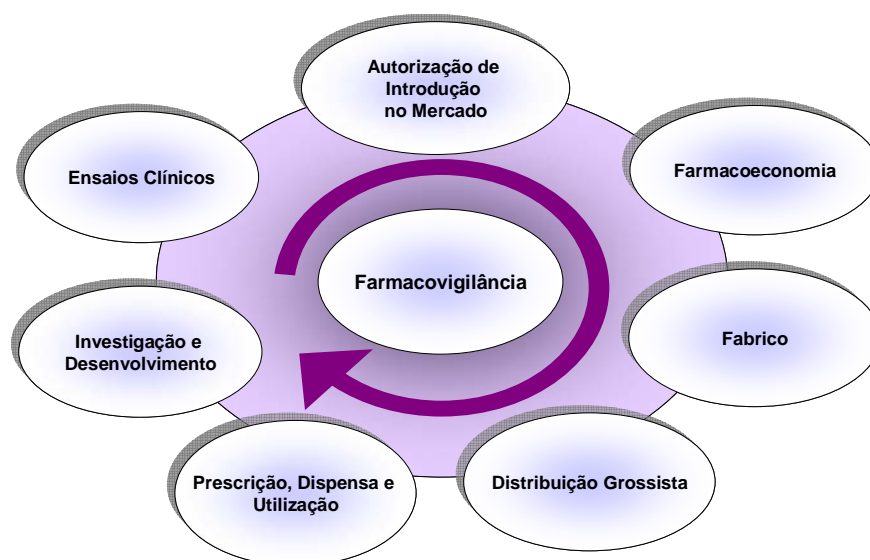 Autorização de
Introdução
no Mercado
Ensaios Clínicos
Farmacoeconomia
Farmacovigilância
Investigação e
Desenvolvimento
Fabrico
Prescrição, Dispensa e
Utilização
Distribuição Grossista